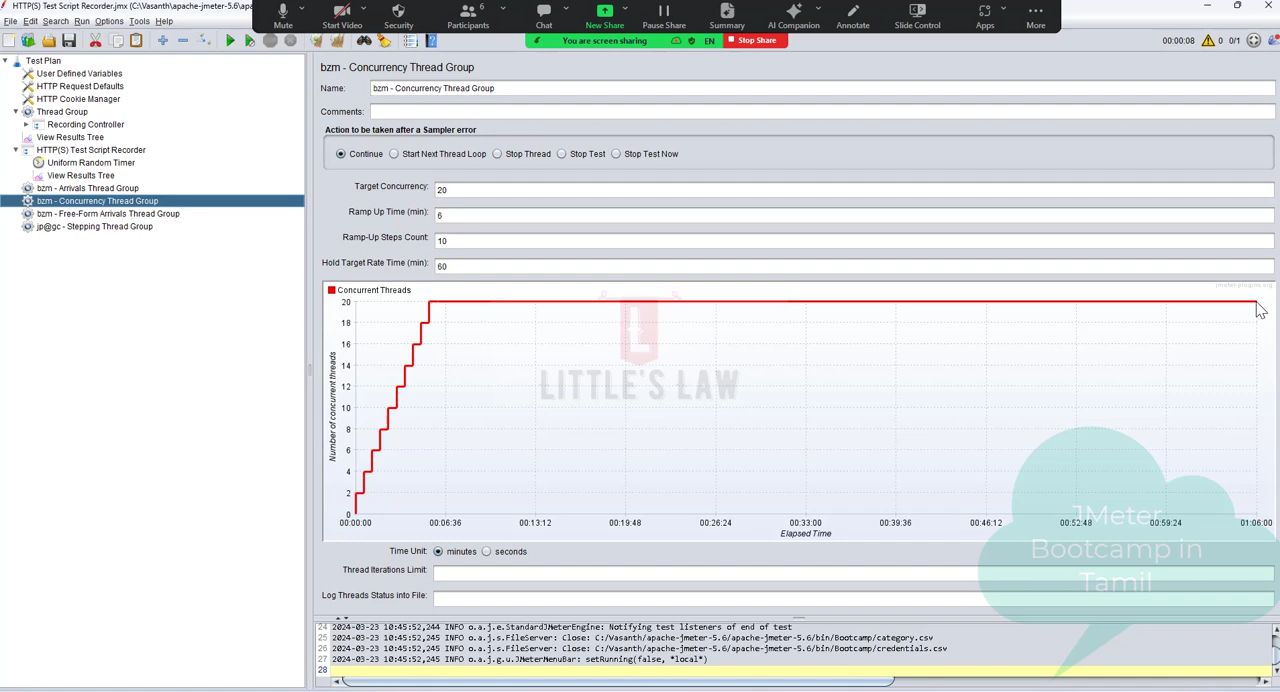 HTTP(S) Test Script Recorder.jmx (C:\Vasanth\apache-jmeter-5.6\apa
Mute Start Video Security Participants 6 Chat New Share Pause Share Summary AI Companion Annotate Slide Control Apps More
File Edit Search Run Options Tools Help
You are screen sharing EN Stop Share
00:00:08 0 0/1
Test Plan
User Defined Variables
HTTP Request Defaults
HTTP Cookie Manager
Thread Group
Recording Controller
View Results Tree
HTTP(S) Test Script Recorder
Uniform Random Timer
View Results Tree
bzm - Arrivals Thread Group
bzm - Concurrency Thread Group
bzm - Free-Form Arrivals Thread Group
jp@gc - Stepping Thread Group
bzm - Concurrency Thread Group
Name: bzm - Concurrency Thread Group
Comments:
Action to be taken after a Sampler error
Continue Start Next Thread Loop Stop Thread Stop Test Stop Test Now
Target Concurrency: 20
Ramp Up Time (min): 6
Ramp-Up Steps Count: 10
Hold Target Rate Time (min): 60
Concurrent Threads
jmeter-plugins.org
Number of concurrent threads
20
18
16
14
12
10
8
6
4
2
0
00:00:00 00:06:36 00:13:12 00:19:48 00:26:24 00:33:00 00:39:36 00:46:12 00:52:48 00:59:24 01:06:00
Elapsed Time
L
LITTLE'S LAW
JMeter
Bootcamp in
Tamil
Time Unit: minutes seconds
Thread Iterations Limit:
Log Threads Status into File:
24 2024-03-23 10:45:52,244 INFO o.a.j.e.StandardJMeterEngine: Notifying test listeners of end of test
25 2024-03-23 10:45:52,245 INFO o.a.j.s.FileServer: Close: C:/Vasanth/apache-jmeter-5.6/apache-jmeter-5.6/bin/Bootcamp/category.csv
26 2024-03-23 10:45:52,245 INFO o.a.j.s.FileServer: Close: C:/Vasanth/apache-jmeter-5.6/apache-jmeter-5.6/bin/Bootcamp/credentials.csv
27 2024-03-23 10:45:52,245 INFO o.a.j.g.u.JMeterMenuBar: setRunning(false, *local*)
28